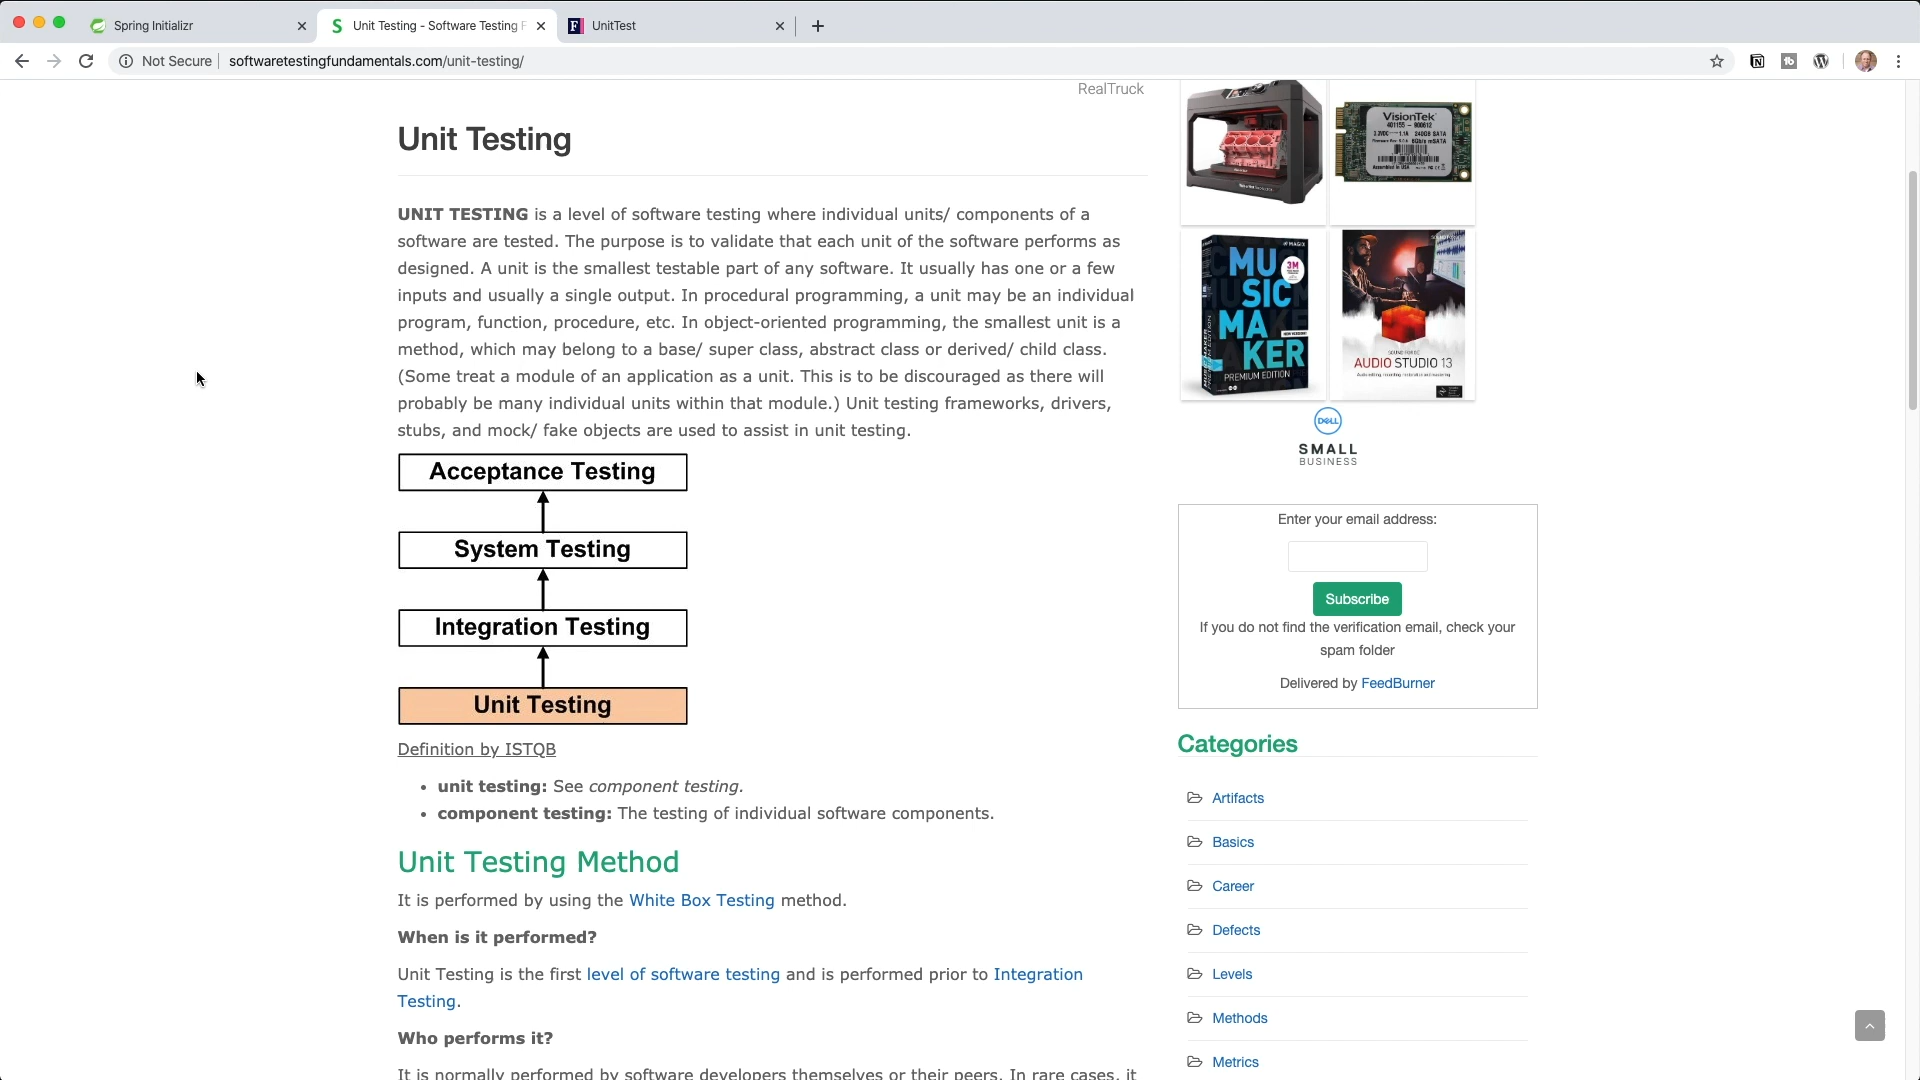 Spring Initializr
Unit Testing - Software Testing F
UnitTest
Not Secure
softwaretestingfundamentals.com/unit-testing/
RealTruck
Unit Testing
UNIT TESTING is a level of software testing where individual units/ components of a
software are tested. The purpose is to validate that each unit of the software performs as
designed. A unit is the smallest testable part of any software. It usually has one or a few
inputs and usually a single output. In procedural programming, a unit may be an individual
program, function, procedure, etc. In object-oriented programming, the smallest unit is a
method, which may belong to a base/ super class, abstract class or derived/ child class.
(Some treat a module of an application as a unit. This is to be discouraged as there will
probably be many individual units within that module.) Unit testing frameworks, drivers,
stubs, and mock/ fake objects are used to assist in unit testing.
Acceptance Testing
System Testing
Integration Testing
Unit Testing
Definition by ISTQB
• unit testing: See component testing.
• component testing: The testing of individual software components.
Unit Testing Method
It is performed by using the White Box Testing method.
When is it performed?
Unit Testing is the first level of software testing and is performed prior to Integration
Testing.
Who performs it?
It is normally performed by software developers themselves or their peers. In rare cases, it
VisionTek
MAGIX
3M
MU
SIC
MA
KER
PREMIUM EDITION
AUDIO STUDIO 13
DELL
SMALL
BUSINESS
Enter your email address:
Subscribe
If you do not find the verification email, check your
spam folder
Delivered by FeedBurner
Categories
Artifacts
Basics
Career
Defects
Levels
Methods
Metrics